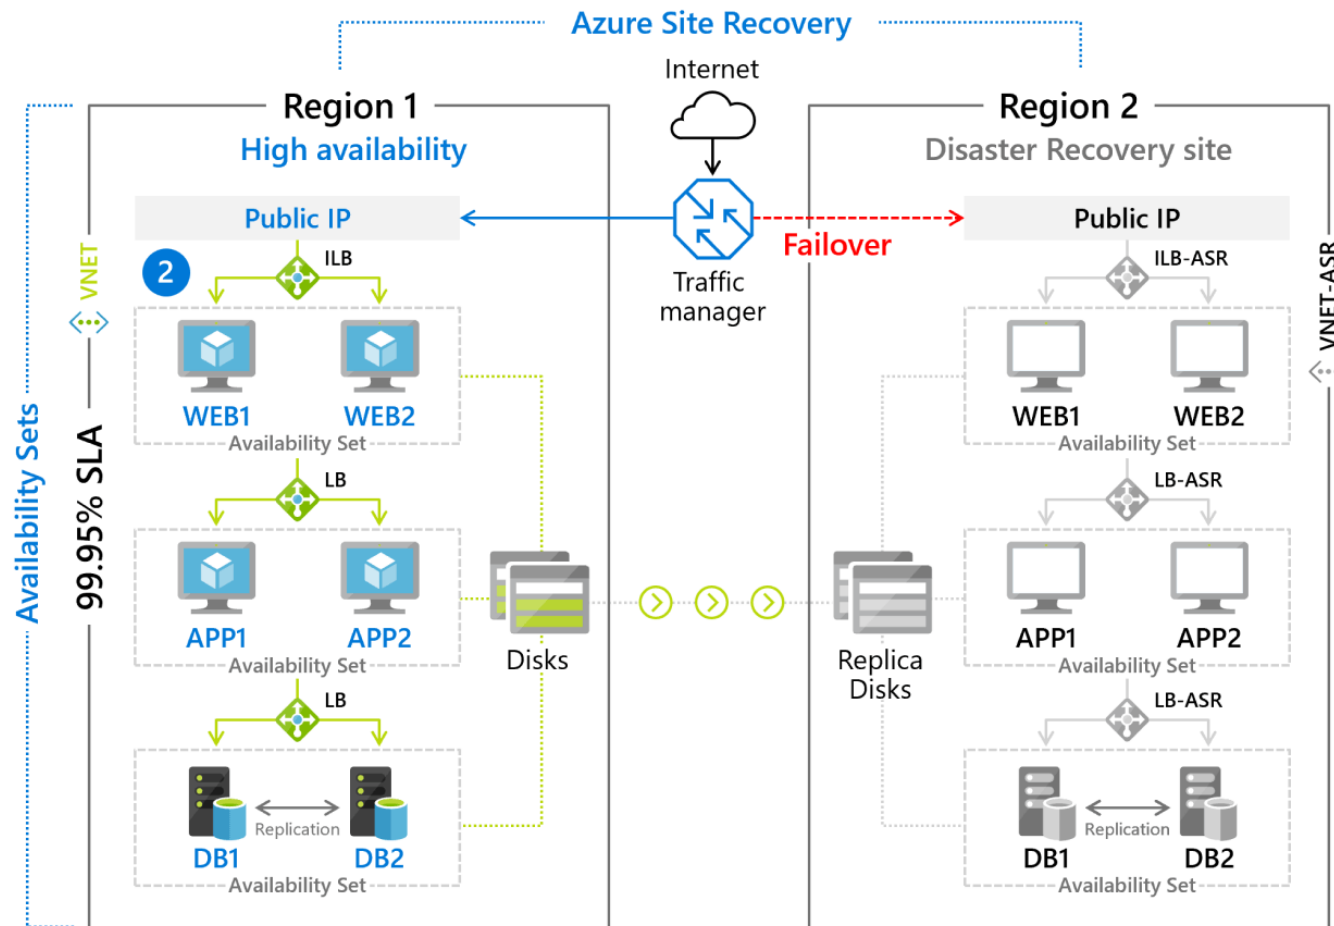 Azure Site Recovery
Internet
Region 1
High availability
Region 2
Disaster Recovery site
Public IP
Public IP
Failover
Traffic
manager
2
ILB
ILB-ASR
VNET
VNET-ASR
WEB1
WEB2
Availability Set
WEB1
WEB2
Availability Set
Availability Sets
99.95% SLA
LB
LB-ASR
APP1
APP2
Availability Set
Disks
Replica
Disks
APP1
APP2
Availability Set
LB
LB-ASR
Replication
DB1
DB2
Availability Set
Replication
DB1
DB2
Availability Set